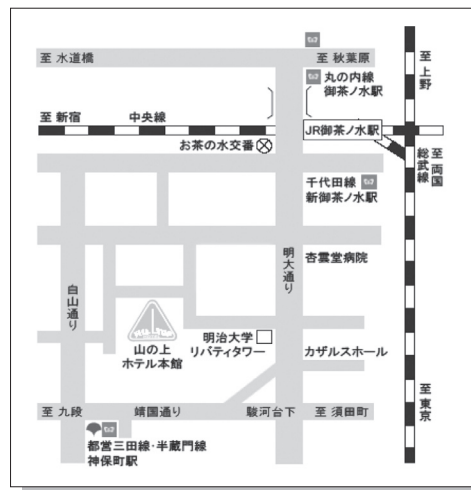 至 水道橋
至 秋葉原
至
上
野
丸の内線
御茶ノ水駅
至 新宿
中央線
JR御茶ノ水駅
お茶の水交番
総武線
至
両
国
千代田線
新御茶ノ水駅
白山通り
明大通り
杏雲堂病院
山の上
ホテル本館
明治大学
リバティタワー
カザルスホール
至
東
京
至 九段
靖国通り
駿河台下
至 須田町
都営三田線・半蔵門線
神保町駅